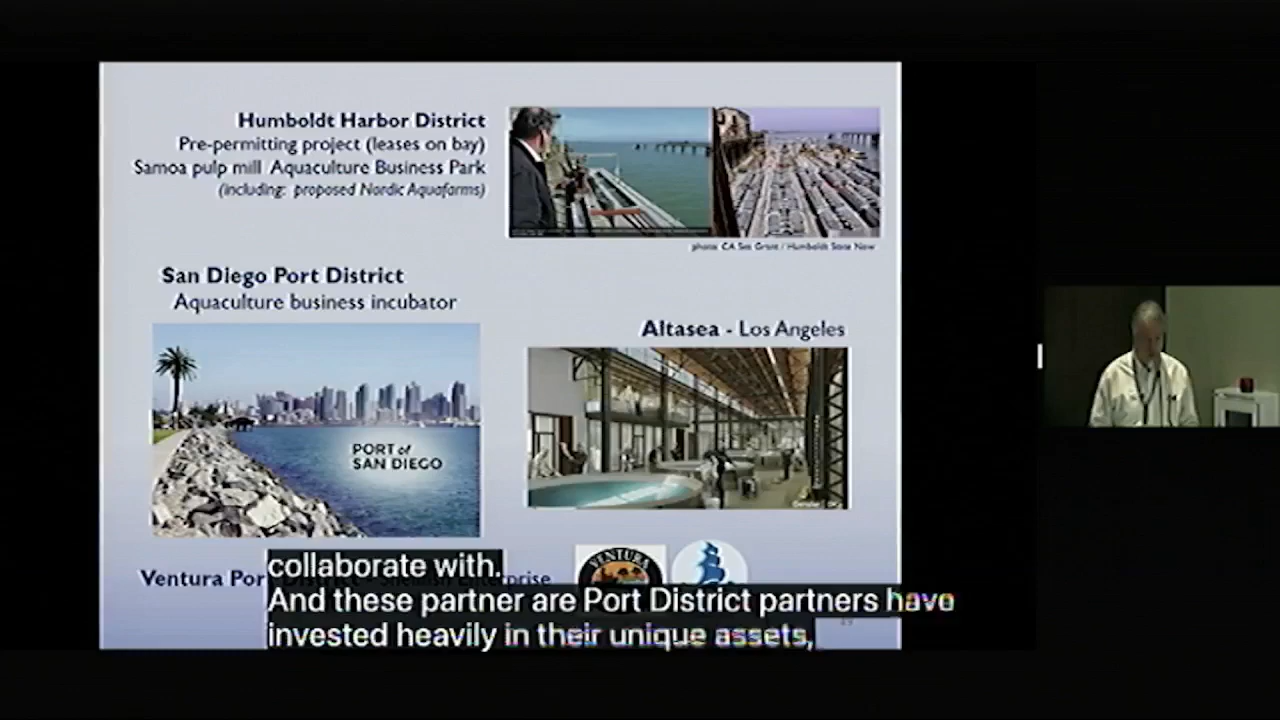 Humboldt Harbor District
Pre-permitting project (leases on bay)
Samoa pulp mill Aquaculture Business Park
(including: proposed Nordic Aquafarms)
photo: CA Sea Grant / Humboldt State Now
San Diego Port District
Aquaculture business incubator
PORT of
SAN DIEGO
Altasea - Los Angeles
Ventura Port District - Shellfish Enterprise
VENTURA
collaborate with.
And these partner are Port District partners have
invested heavily in their unique assets,